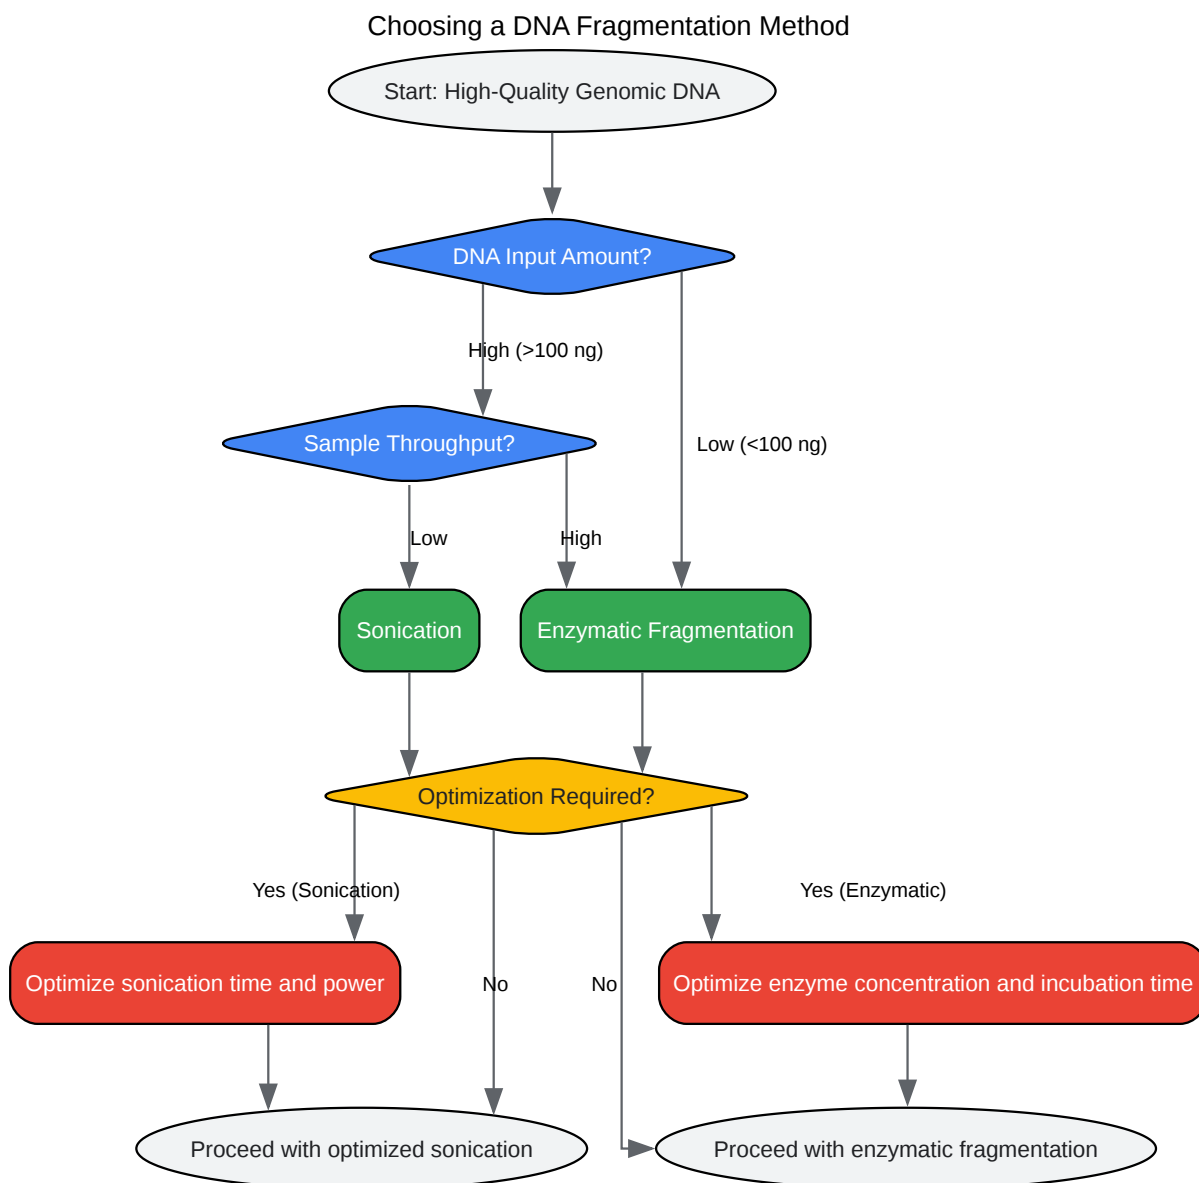 Choosing a DNA Fragmentation Method
Start: High-Quality Genomic DNA
DNA Input Amount?
High (>100 ng)
Sample Throughput?
Low (<100 ng)
Low
High
Sonication
Enzymatic Fragmentation
Optimization Required?
Yes (Sonication)
Yes (Enzymatic)
Optimize sonication time and power
No
No
Optimize enzyme concentration and incubation time
Proceed with optimized sonication
Proceed with enzymatic fragmentation